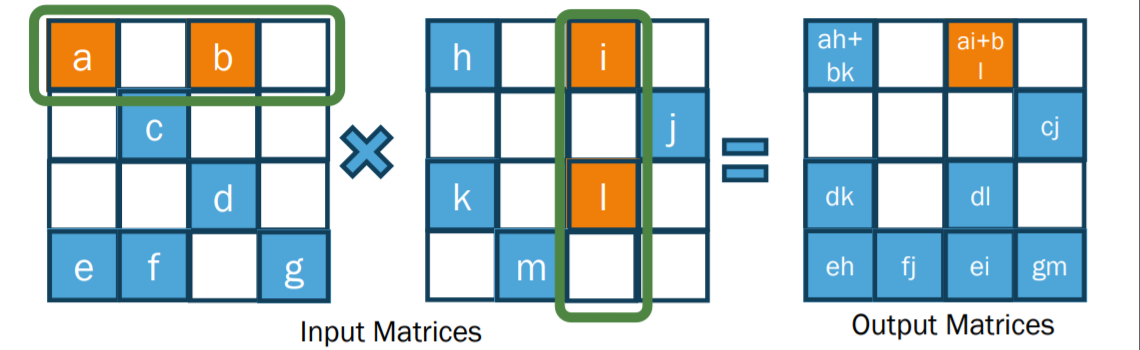 a b
c
d
e f g
h i
j
k l
m
ah+
bk
ai+b
l
cj
dk dl
eh fj ei gm
Input Matrices
Output Matrices